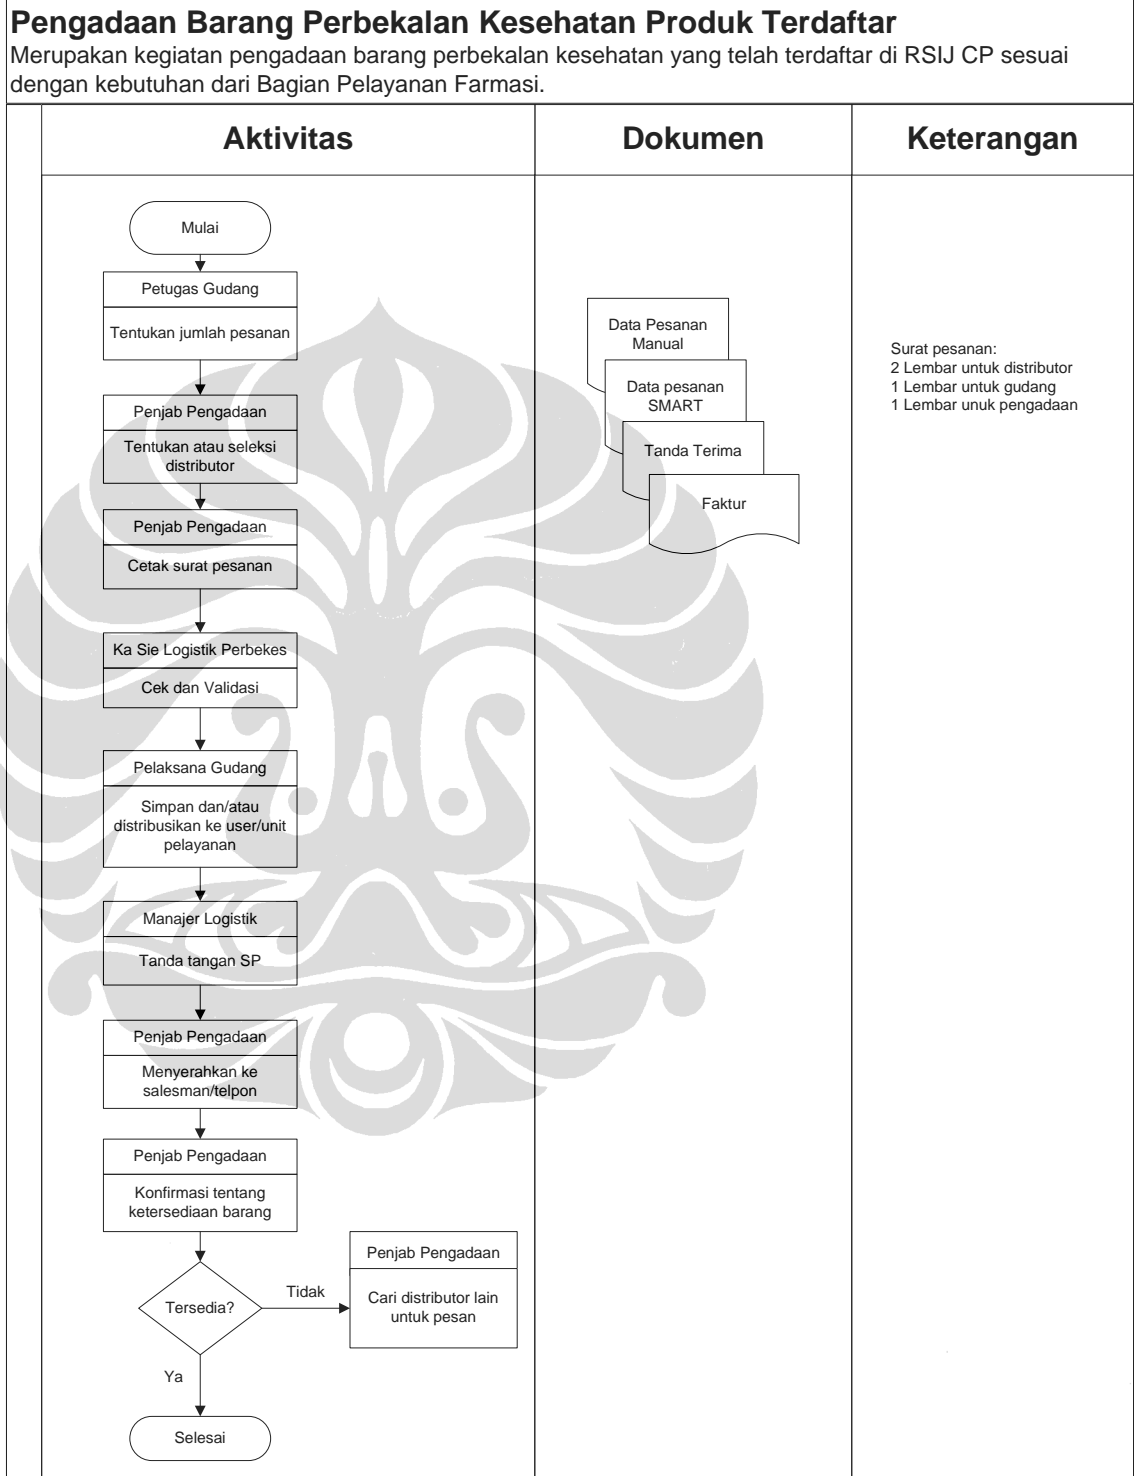 Pengadaan Barang Perbekalan Kesehatan Produk Terdaftar
Merupakan kegiatan pengadaan barang perbekalan kesehatan yang telah terdaftar di RSIJ CP sesuai
dengan kebutuhan dari Bagian Pelayanan Farmasi.
Aktivitas
Dokumen
Keterangan
Mulai
Petugas Gudang
Tentukan jumlah pesanan
Penjab Pengadaan
Tentukan atau seleksi
distributor
Penjab Pengadaan
Cetak surat pesanan
Ka Sie Logistik Perbekes
Cek dan Validasi
Pelaksana Gudang
Simpan dan/atau
distribusikan ke user/unit
pelayanan
Manajer Logistik
Tanda tangan SP
Penjab Pengadaan
Menyerahkan ke
salesman/telpon
Penjab Pengadaan
Konfirmasi tentang
ketersediaan barang
Tersedia?
Tidak
Penjab Pengadaan
Cari distributor lain
untuk pesan
Ya
Selesai
Data Pesanan
Manual
Data pesanan
SMART
Tanda Terima
Faktur
Surat pesanan:
2 Lembar untuk distributor
1 Lembar untuk gudang
1 Lembar unuk pengadaan